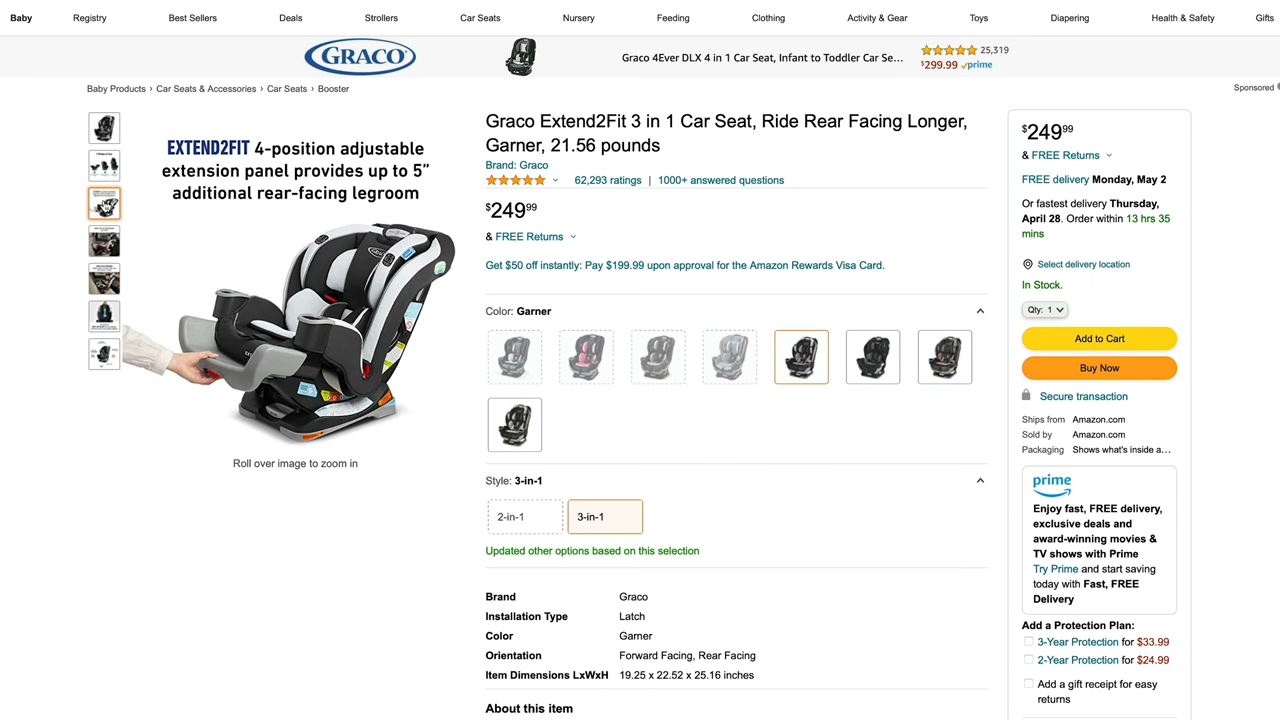 Baby Registry Best Sellers Deals Strollers Car Seats Nursery Feeding Clothing Activity & Gear Toys Diapering Health & Safety Gifts
GRACO
Graco 4Ever DLX 4 in 1 Car Seat, Infant to Toddler Car Se...
25,319
$299.99 prime
Baby Products › Car Seats & Accessories › Car Seats › Booster
Sponsored
EXTEND2FIT 4-position adjustable
extension panel provides up to 5”
additional rear-facing legroom
GRACO
Roll over image to zoom in
Graco Extend2Fit 3 in 1 Car Seat, Ride Rear Facing Longer,
Garner, 21.56 pounds
Brand: Graco
62,293 ratings | 1000+ answered questions
$24999
& FREE Returns
Get $50 off instantly: Pay $199.99 upon approval for the Amazon Rewards Visa Card.
Color: Garner
Style: 3-in-1
2-in-1
3-in-1
Updated other options based on this selection
Brand Graco
Installation Type Latch
Color Garner
Orientation Forward Facing, Rear Facing
Item Dimensions LxWxH 19.25 x 22.52 x 25.16 inches
About this item
$24999
& FREE Returns
FREE delivery Monday, May 2
Or fastest delivery Thursday,
April 28. Order within 13 hrs 35
mins
Select delivery location
In Stock.
Qty: 1
Add to Cart
Buy Now
Secure transaction
Ships from Amazon.com
Sold by Amazon.com
Packaging Shows what's inside a...
prime
Enjoy fast, FREE delivery,
exclusive deals and
award-winning movies &
TV shows with Prime
Try Prime and start saving
today with Fast, FREE
Delivery
Add a Protection Plan:
3-Year Protection for $33.99
2-Year Protection for $24.99
Add a gift receipt for easy
returns